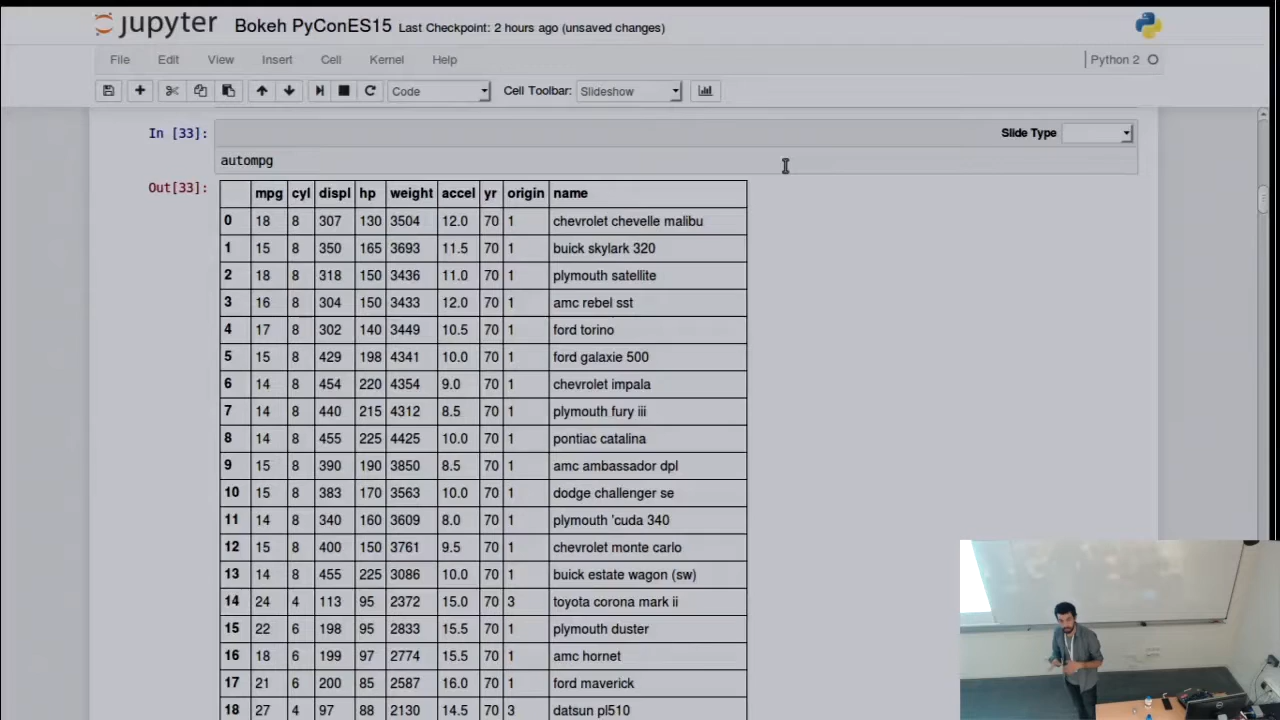 jupyter Bokeh PyConES15 Last Checkpoint: 2 hours ago (unsaved changes)
File Edit View Insert Cell Kernel Help Python 2
Code Cell Toolbar: Slideshow
In [33]: Slide Type
autompg
Out[33]:
mpg cyl displ hp weight accel yr origin name
0 18 8 307 130 3504 12.0 70 1 chevrolet chevelle malibu
1 15 8 350 165 3693 11.5 70 1 buick skylark 320
2 18 8 318 150 3436 11.0 70 1 plymouth satellite
3 16 8 304 150 3433 12.0 70 1 amc rebel sst
4 17 8 302 140 3449 10.5 70 1 ford torino
5 15 8 429 198 4341 10.0 70 1 ford galaxie 500
6 14 8 454 220 4354 9.0 70 1 chevrolet impala
7 14 8 440 215 4312 8.5 70 1 plymouth fury iii
8 14 8 455 225 4425 10.0 70 1 pontiac catalina
9 15 8 390 190 3850 8.5 70 1 amc ambassador dpl
10 15 8 383 170 3563 10.0 70 1 dodge challenger se
11 14 8 340 160 3609 8.0 70 1 plymouth 'cuda 340
12 15 8 400 150 3761 9.5 70 1 chevrolet monte carlo
13 14 8 455 225 3086 10.0 70 1 buick estate wagon (sw)
14 24 4 113 95 2372 15.0 70 3 toyota corona mark ii
15 22 6 198 95 2833 15.5 70 1 plymouth duster
16 18 6 199 97 2774 15.5 70 1 amc hornet
17 21 6 200 85 2587 16.0 70 1 ford maverick
18 27 4 97 88 2130 14.5 70 3 datsun pl510